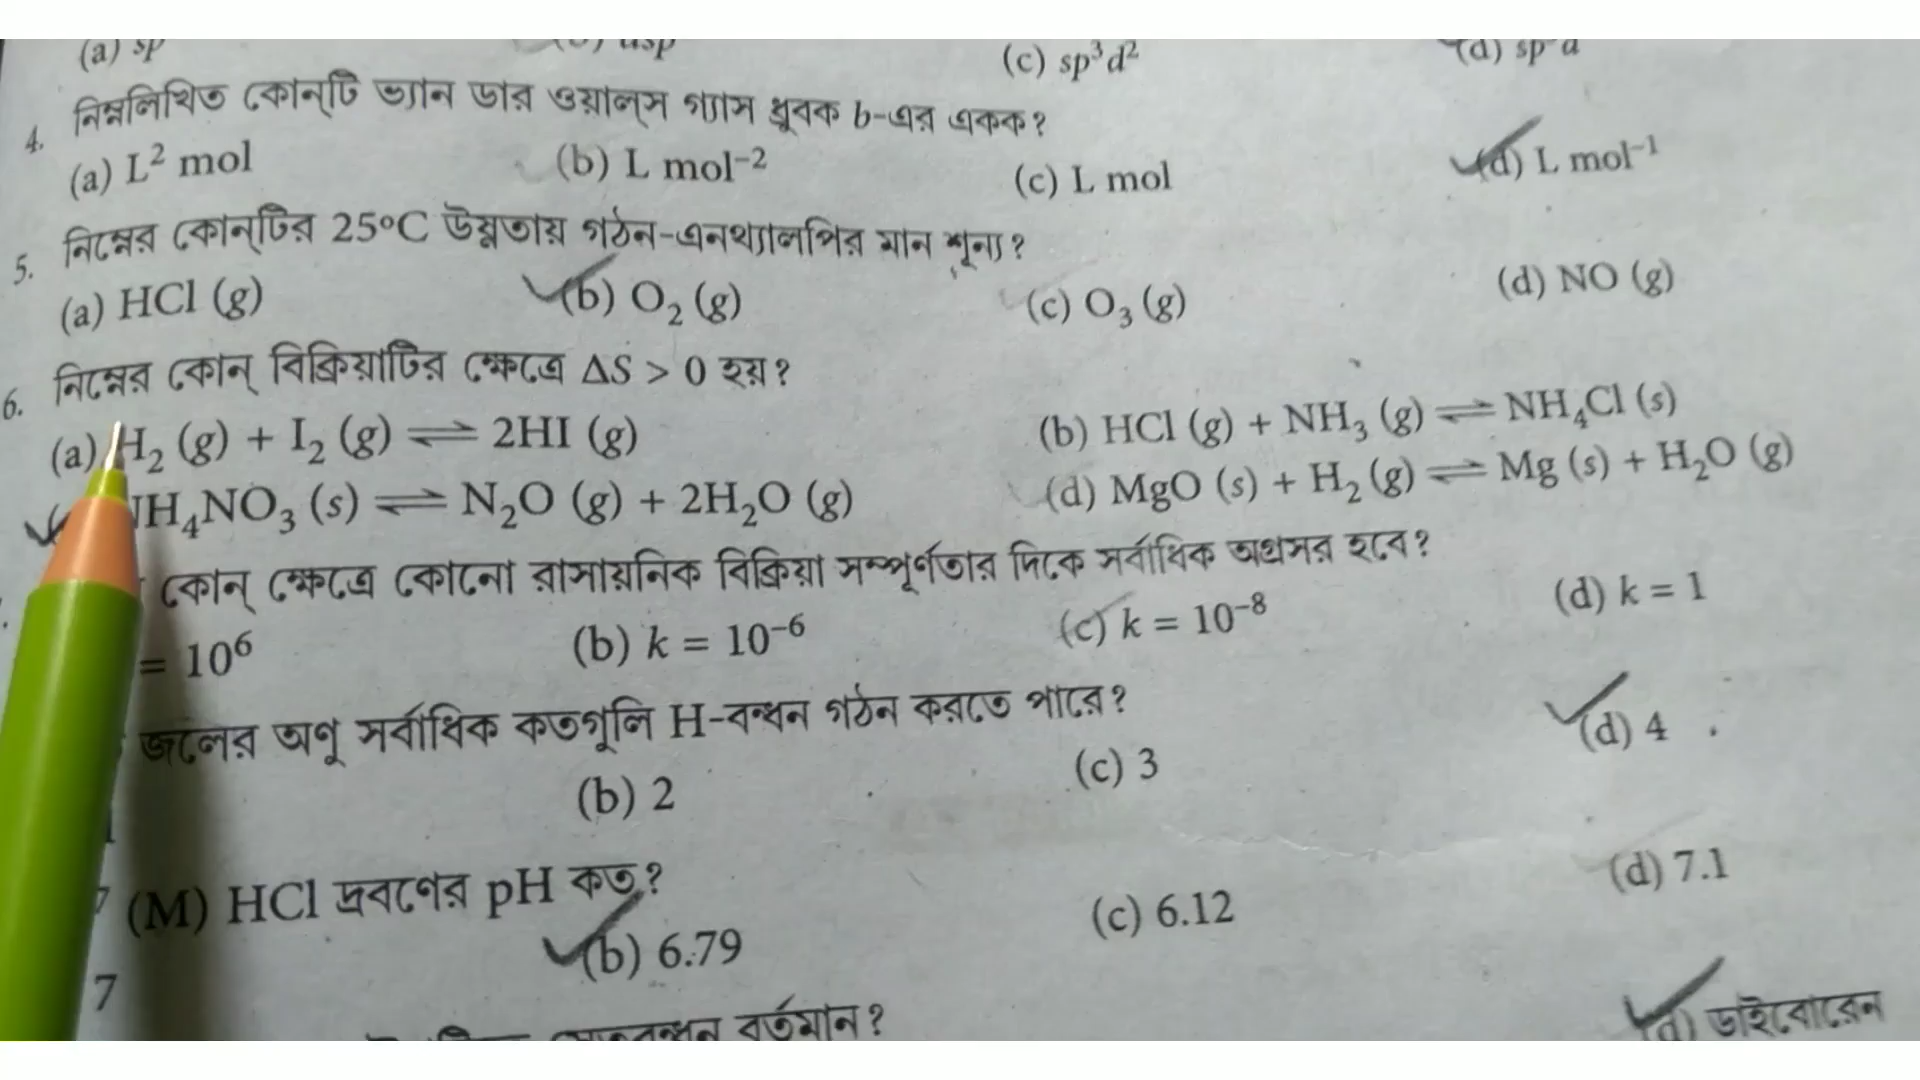 (a) sp (c) sp³d² (d) sp³d
4. নিম্নলিখিত কোন্‌টি ভ্যান ডার ওয়াল্‌স গ্যাস ধ্রুবক b-এর একক?
(a) L² mol (b) L mol⁻² (c) L mol (d) L mol⁻¹
5. নিম্নের কোন্‌টির 25°C উষ্ণতায় গঠন-এনথ্যালপির মান শূন্য?
(a) HCl (g) (b) O₂ (g) (c) O₃ (g) (d) NO (g)
6. নিম্নের কোন্ বিক্রিয়াটির ক্ষেত্রে ΔS > 0 হয়?
(a) H₂ (g) + I₂ (g) ⇌ 2HI (g) (b) HCl (g) + NH₃ (g) ⇌ NH₄Cl (s)
NH₄NO₃ (s) ⇌ N₂O (g) + 2H₂O (g) (d) MgO (s) + H₂ (g) ⇌ Mg (s) + H₂O (g)
কোন্ ক্ষেত্রে কোনো রাসায়নিক বিক্রিয়া সম্পূর্ণতার দিকে সর্বাধিক অগ্রসর হবে?
= 10⁶ (b) k = 10⁻⁶ (c) k = 10⁻⁸ (d) k = 1
জলের অণু সর্বাধিক কতগুলি H-বন্ধন গঠন করতে পারে?
(b) 2 (c) 3 (d) 4
(M) HCl দ্রবণের pH কত?
7 (b) 6.79 (c) 6.12 (d) 7.1
বর্তমান?
(d) ডাইবোরেন